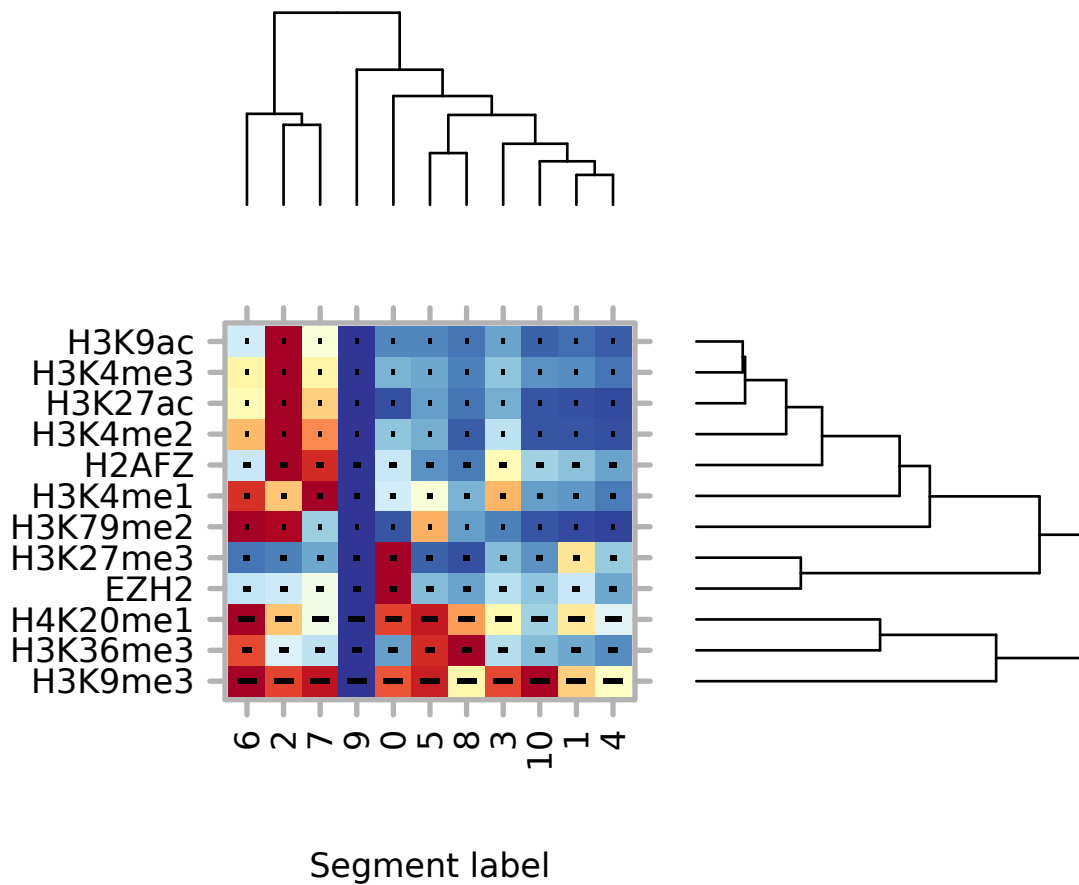 H3K9ac
H3K4me3
H3K27ac
H3K4me2
H2AFZ
H3K4me1
H3K79me2
H3K27me3
EZH2
H4K20me1
H3K36me3
H3K9me3
6 2 7 9 0 5 8 3 10 1 4
Segment label